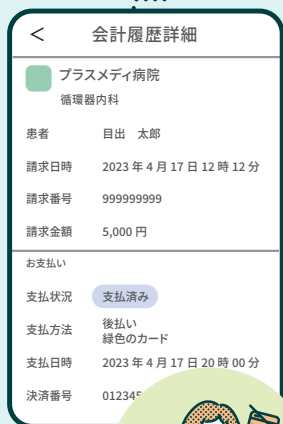 < 会計履歴詳細
プラスメディ病院
循環器内科
患者 目出 太郎
請求日時 2023 年 4 月 17 日 12 時 12 分
請求番号 999999999
請求金額 5,000 円
お支払い
支払状況 支払済み
支払方法 後払い
緑色のカード
支払日時 2023 年 4 月 17 日 20 時 00 分
決済番号 012345